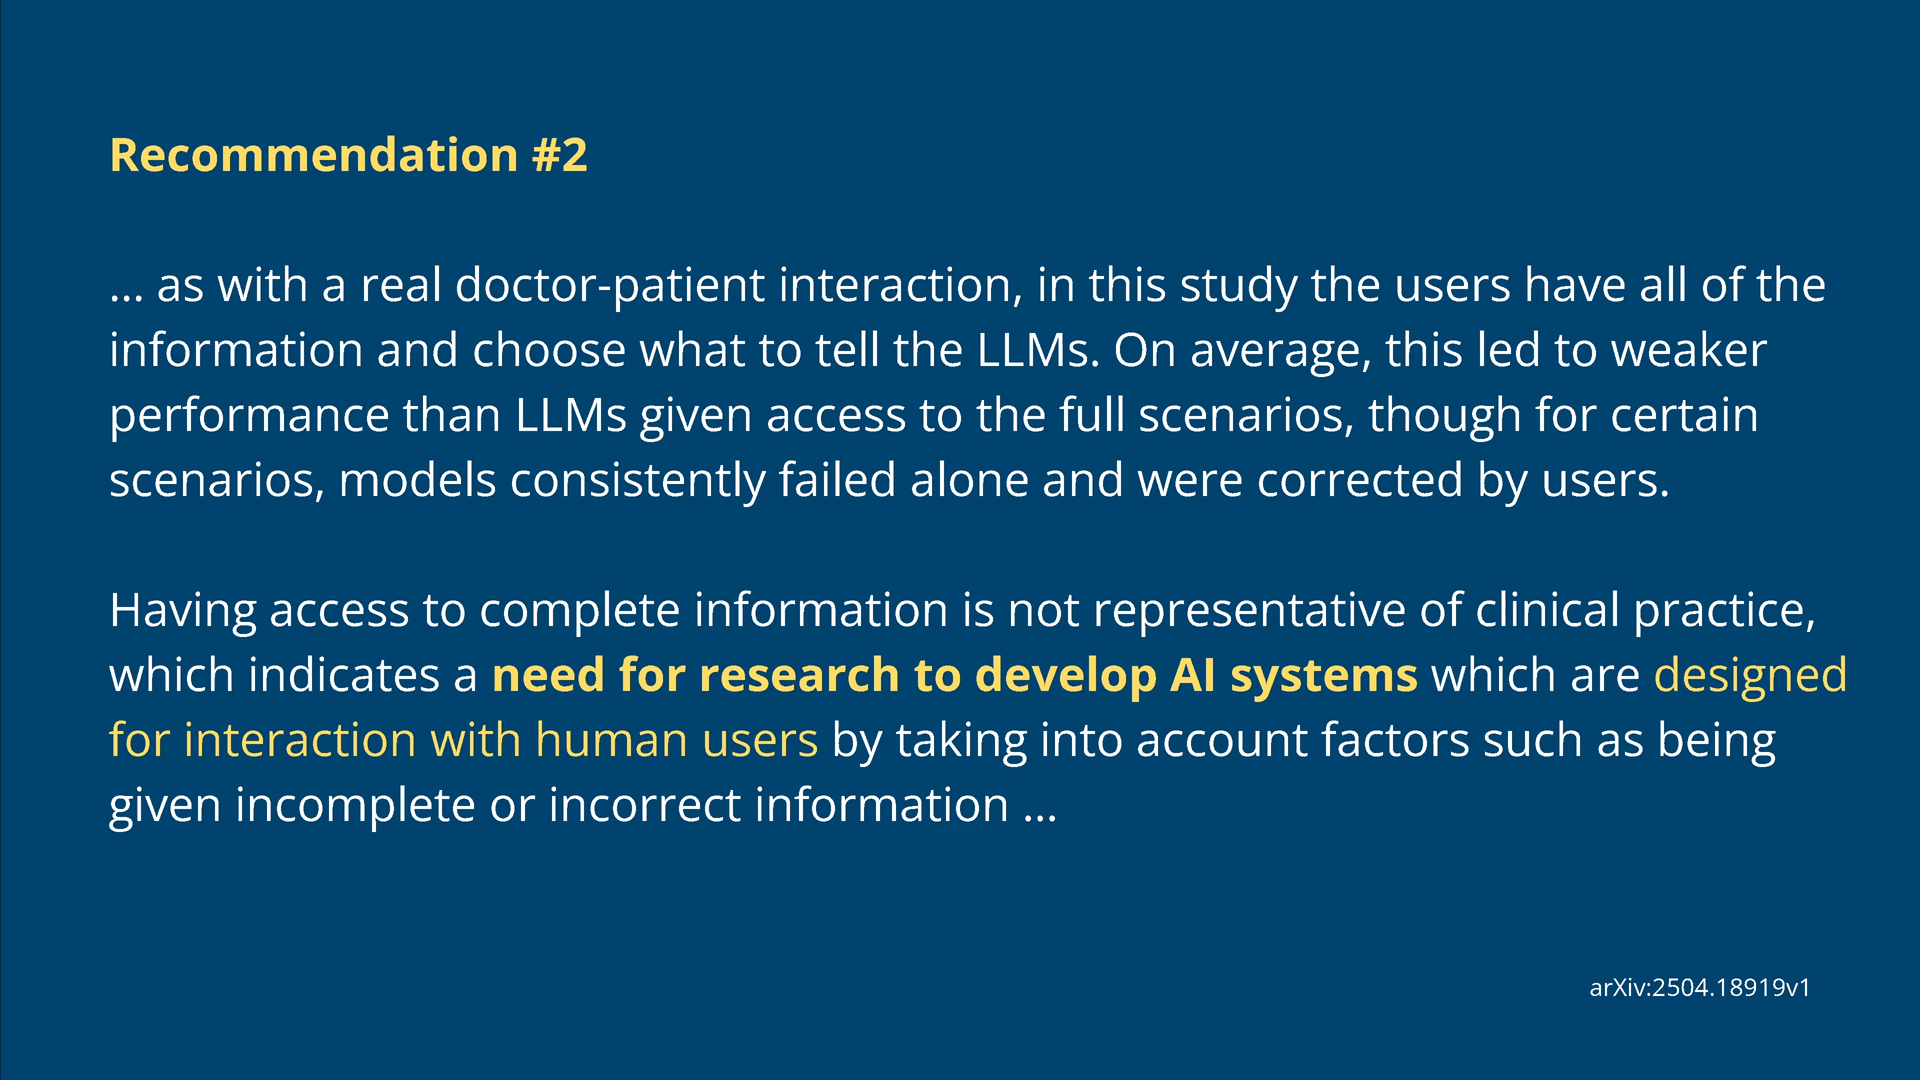 Recommendation #2
... as with a real doctor-patient interaction, in this study the users have all of the
information and choose what to tell the LLMs. On average, this led to weaker
performance than LLMs given access to the full scenarios, though for certain
scenarios, models consistently failed alone and were corrected by users.
Having access to complete information is not representative of clinical practice,
which indicates a need for research to develop AI systems which are designed
for interaction with human users by taking into account factors such as being
given incomplete or incorrect information ...
arXiv:2504.18919v1